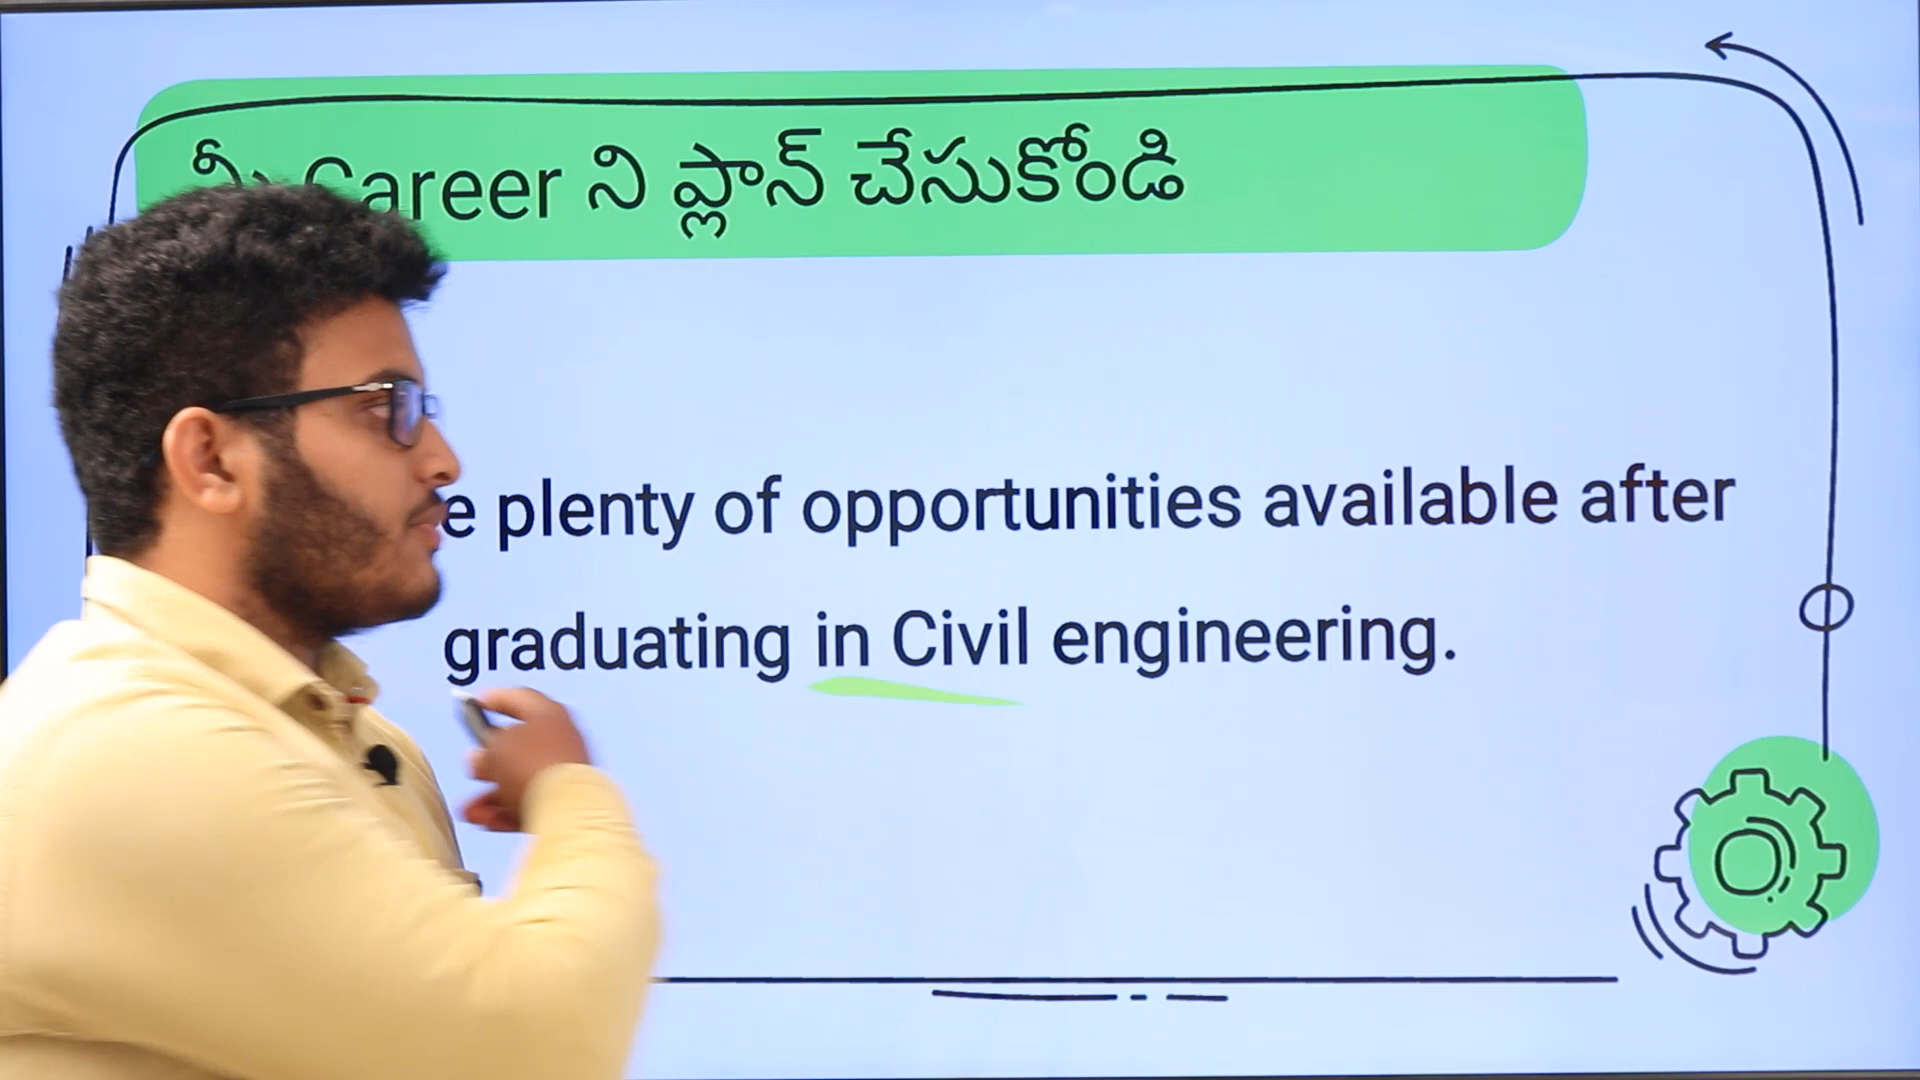 మీ Career ని ప్లాన్ చేసుకోండి
plenty of opportunities available after
graduating in Civil engineering.